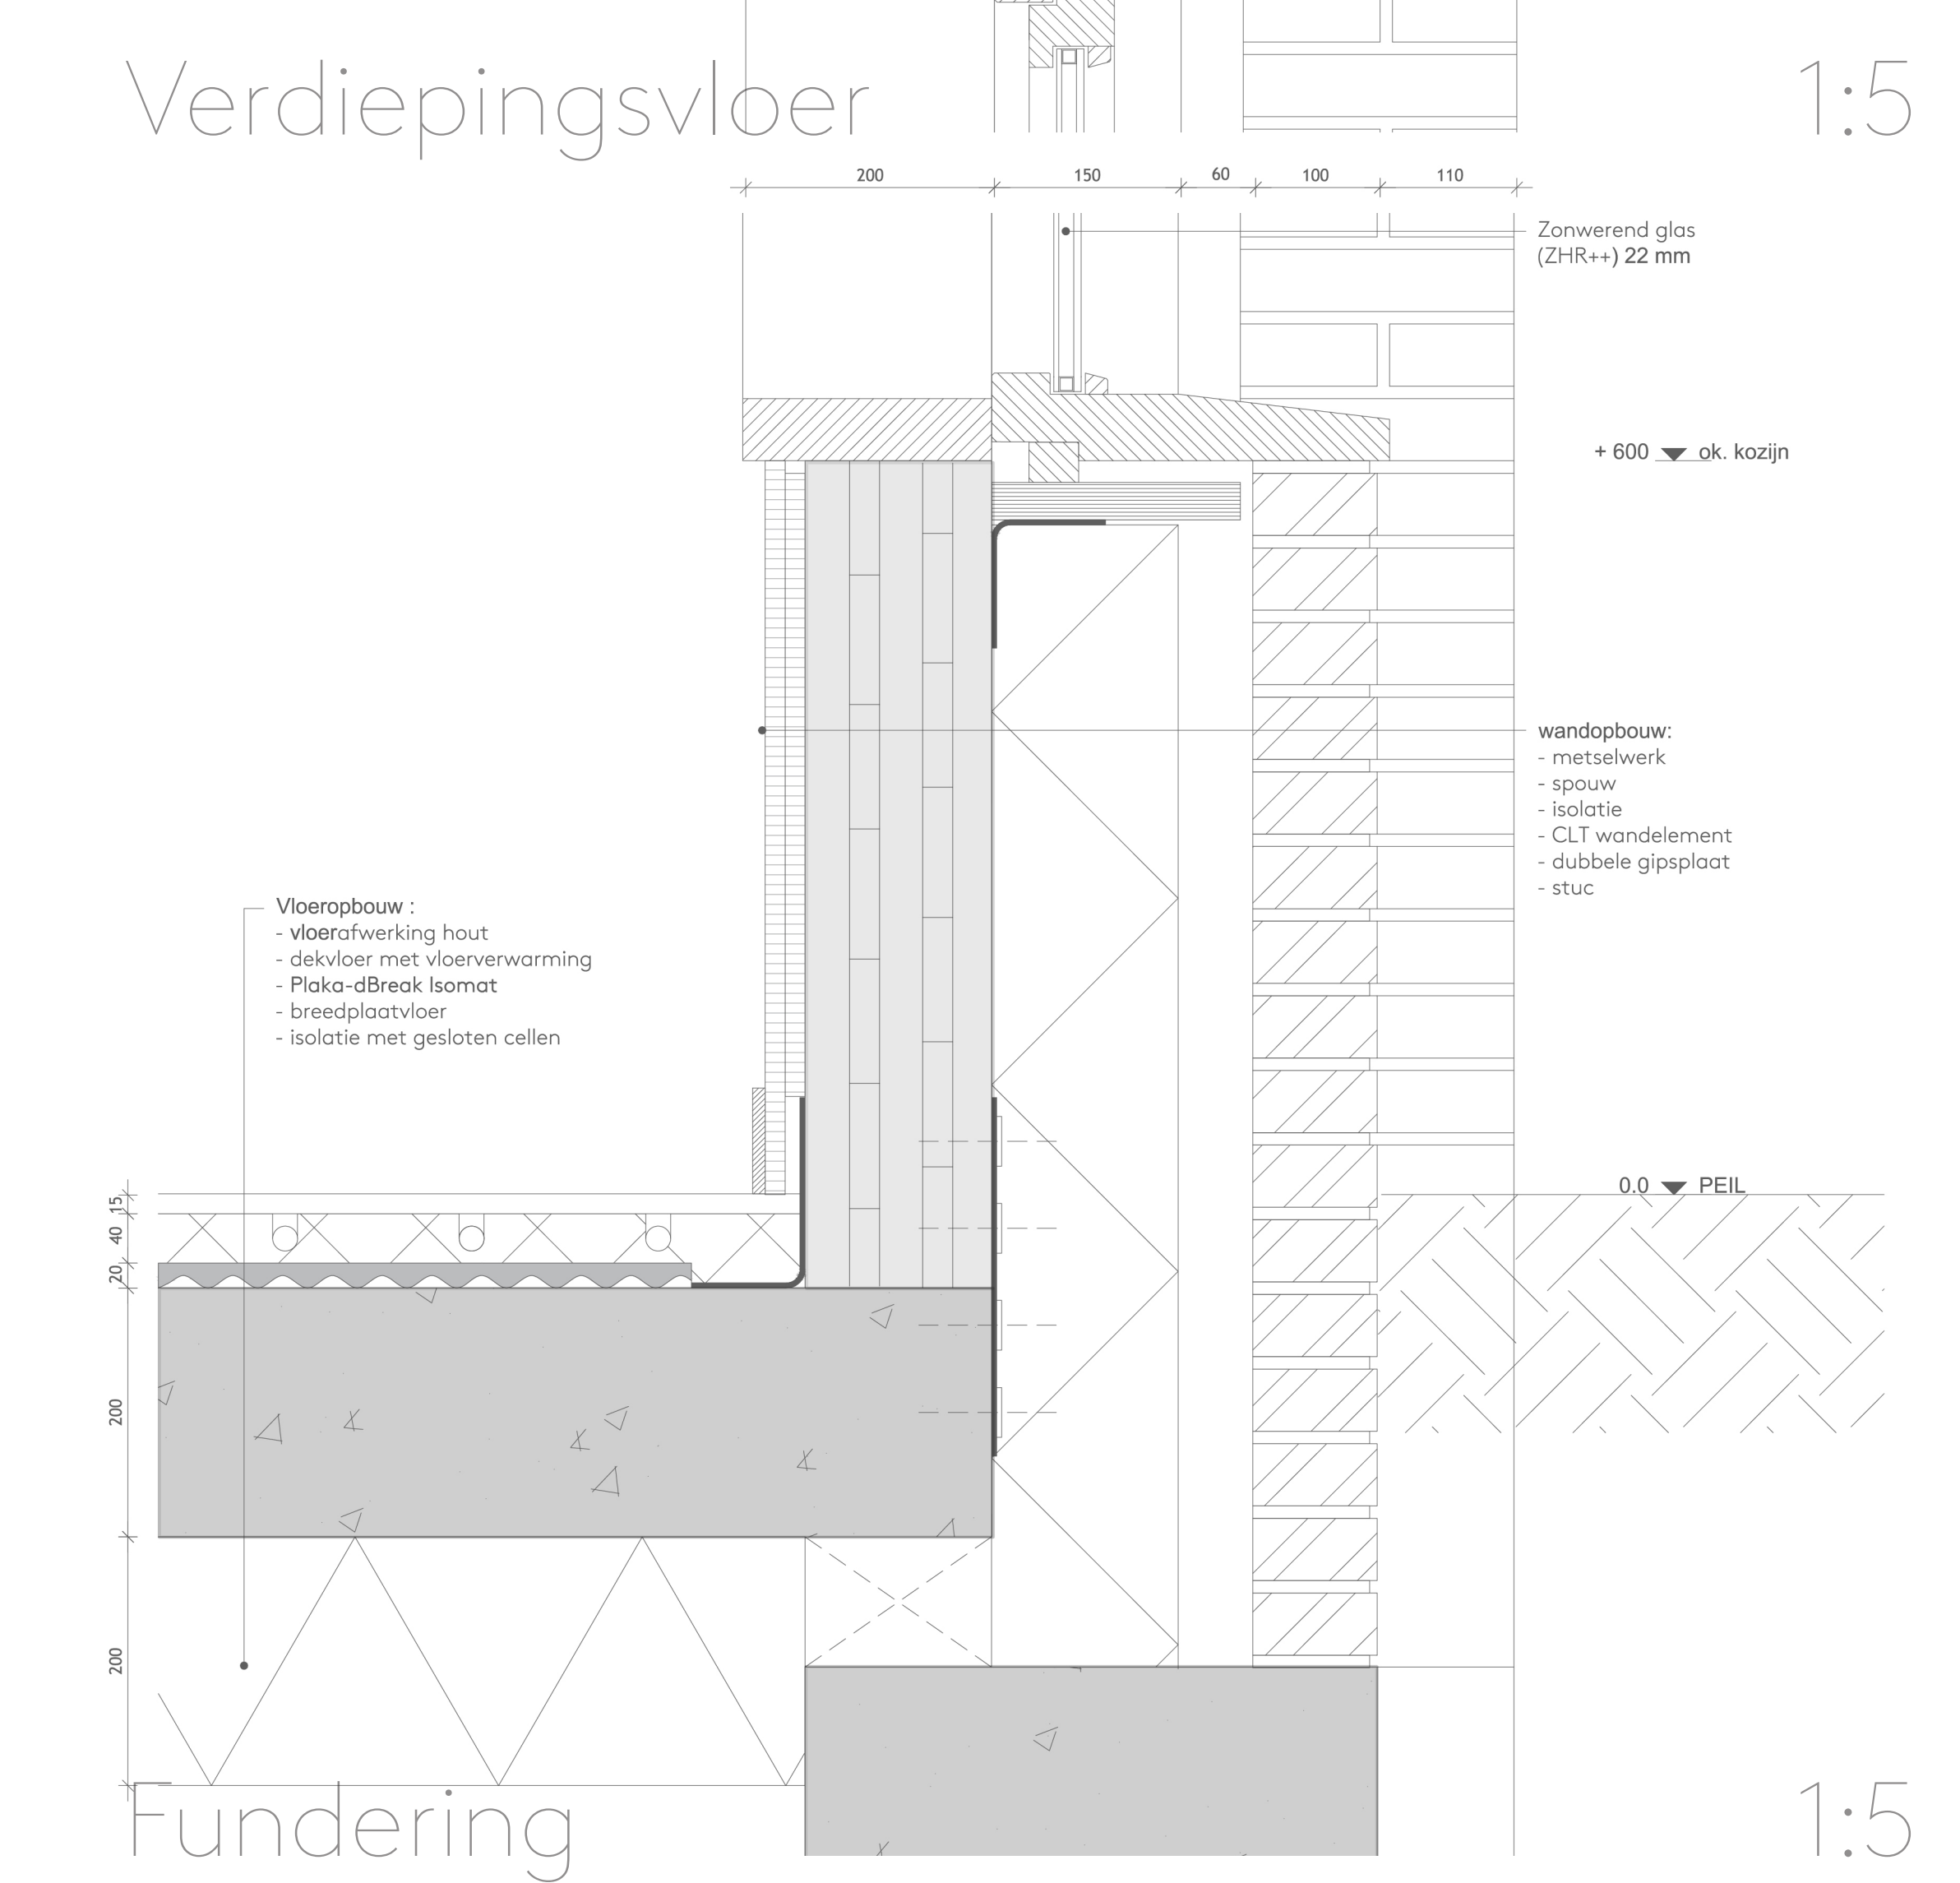 Verdiepingsvloer
1:5
200 150 60 100 110
Zonwerend glas
(ZHR++) 22 mm
+ 600 ok. kozijn
wandopbouw:
- metselwerk
- spouw
- isolatie
- CLT wandelement
- dubbele gipsplaat
- stuc
Vloeropbouw :
- vloerafwerking hout
- dekvloer met vloerverwarming
- Plaka-dBreak Isomat
- breedplaatvloer
- isolatie met gesloten cellen
0.0 PEIL
15
40
20
200
200
Fundering
1:5